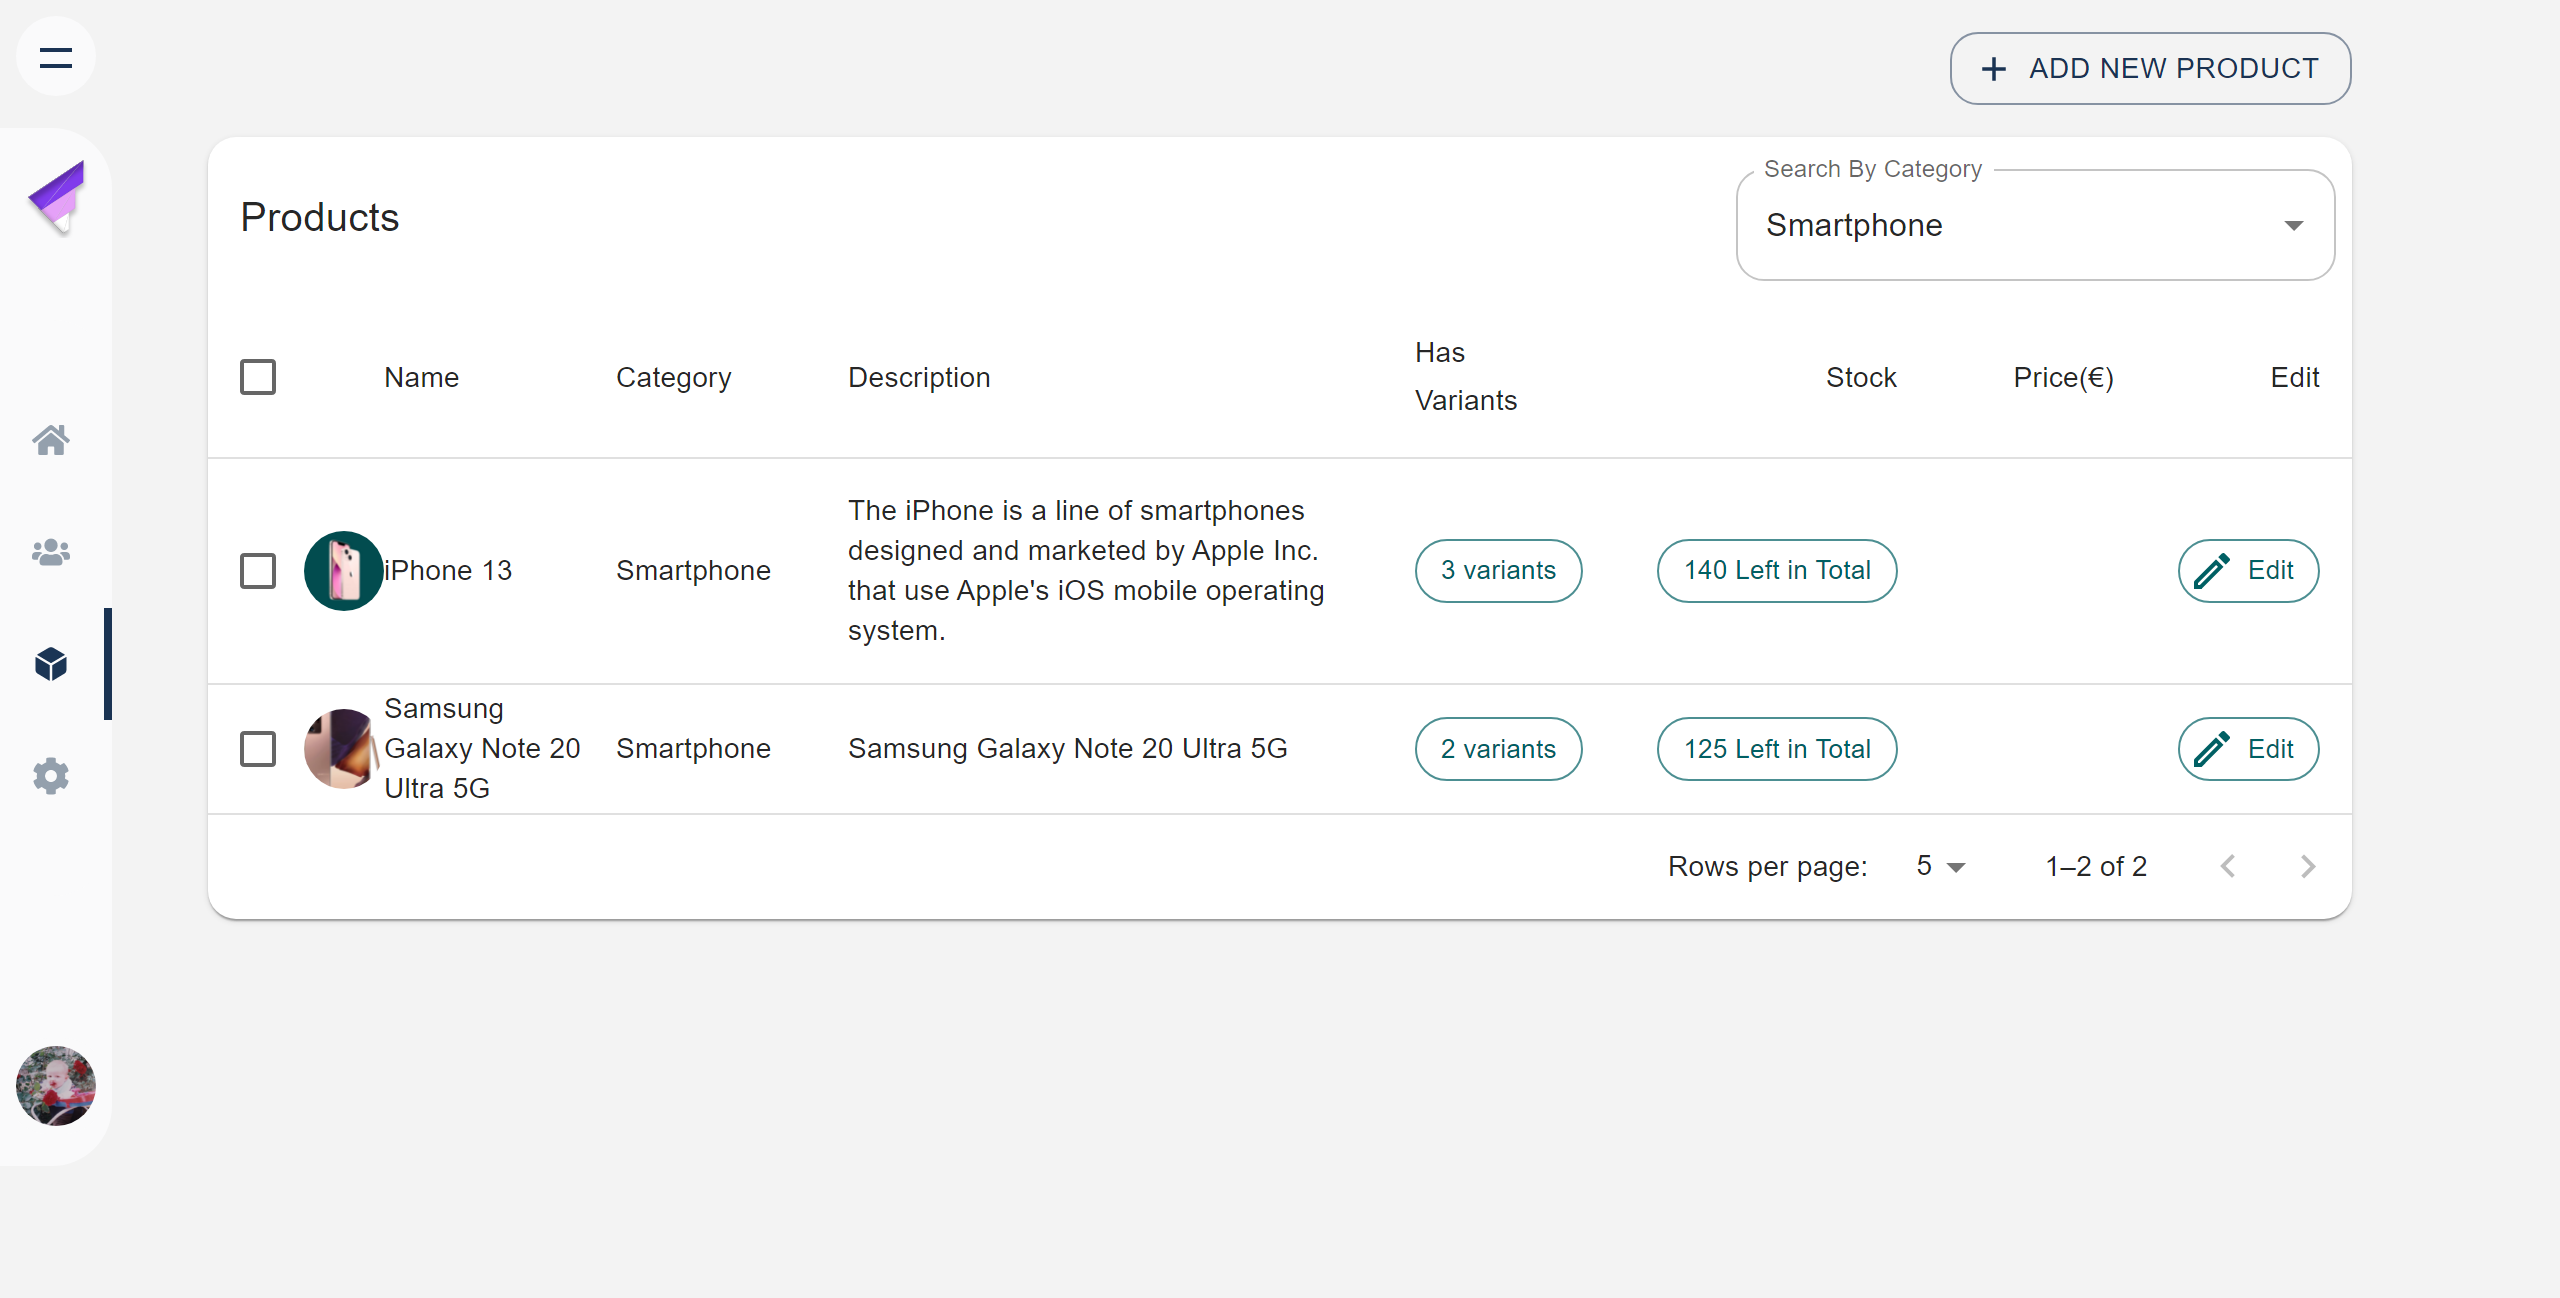 ADD NEW PRODUCT
Search By Category
Products
Smartphone
Name
Category
Description
Has
Variants
Stock
Price(€)
Edit
iPhone 13
Smartphone
The iPhone is a line of smartphones
designed and marketed by Apple Inc.
that use Apple's iOS mobile operating
system.
3 variants
140 Left in Total
Edit
Samsung
Galaxy Note 20
Ultra 5G
Smartphone
Samsung Galaxy Note 20 Ultra 5G
2 variants
125 Left in Total
Edit
Rows per page:
5
1–2 of 2